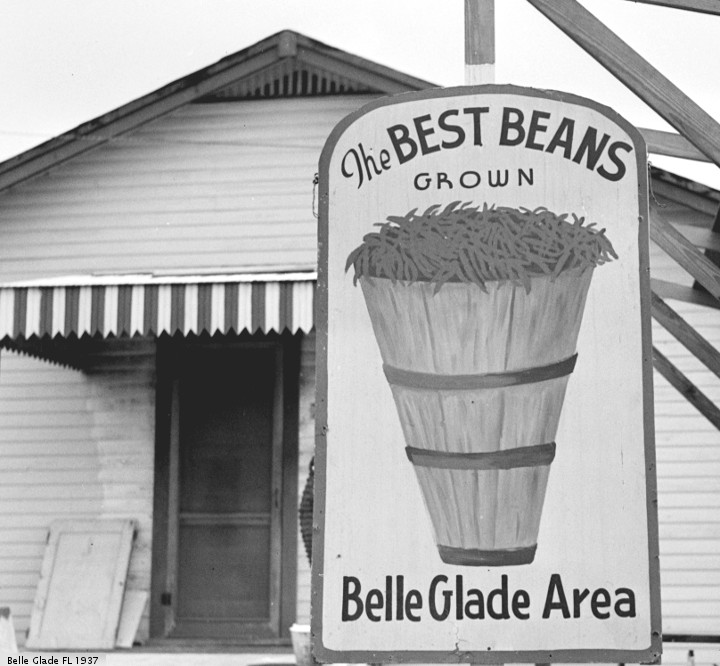 The BEST BEANS
GROWN
Belle Glade Area
Belle Glade FL 1937